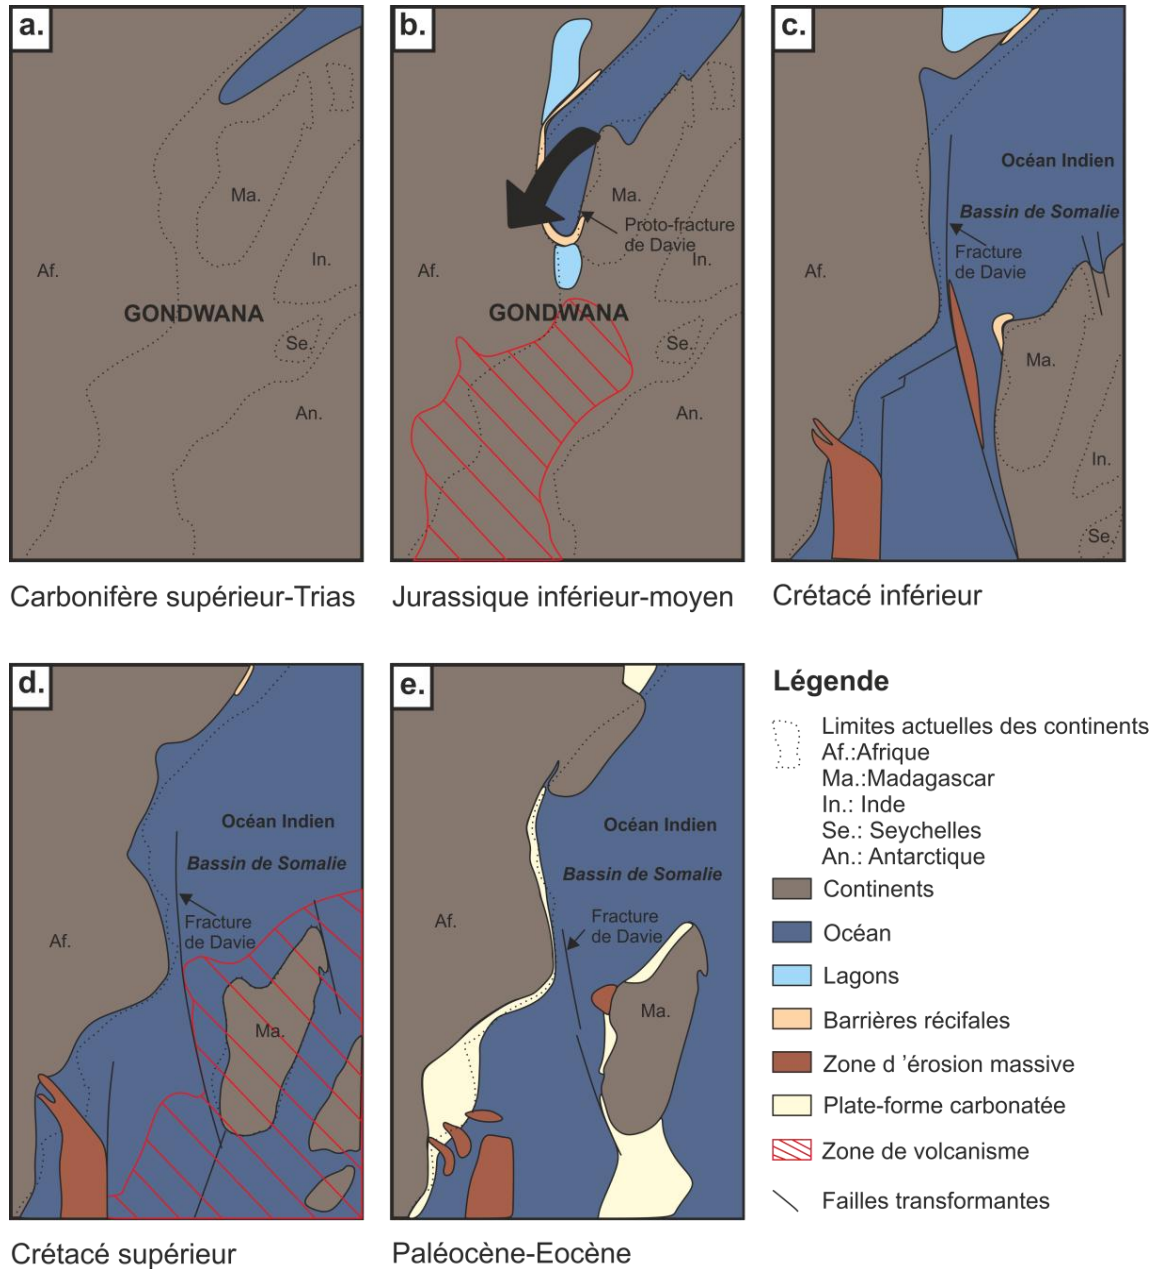 a.
Ma.
Af.
In.
GONDWANA
Se.
An.
Carbonifère supérieur-Trias
b.
Ma.
Proto-fracture
de Davie
In.
Af.
GONDWANA
Se.
An.
Jurassique inférieur-moyen
c.
Océan Indien
Bassin de Somalie
Fracture
de Davie
Af.
Ma.
In.
Se.
Crétacé inférieur
d.
Océan Indien
Bassin de Somalie
Fracture
de Davie
Af.
Ma.
Crétacé supérieur
e.
Océan Indien
Bassin de Somalie
Fracture
de Davie
Af.
Ma.
Paléocène-Eocène
Légende
Limites actuelles des continents
Af.:Afrique
Ma.:Madagascar
In.: Inde
Se.: Seychelles
An.: Antarctique
Continents
Océan
Lagons
Barrières récifales
Zone d ’érosion massive
Plate-forme carbonatée
Zone de volcanisme
Failles transformantes